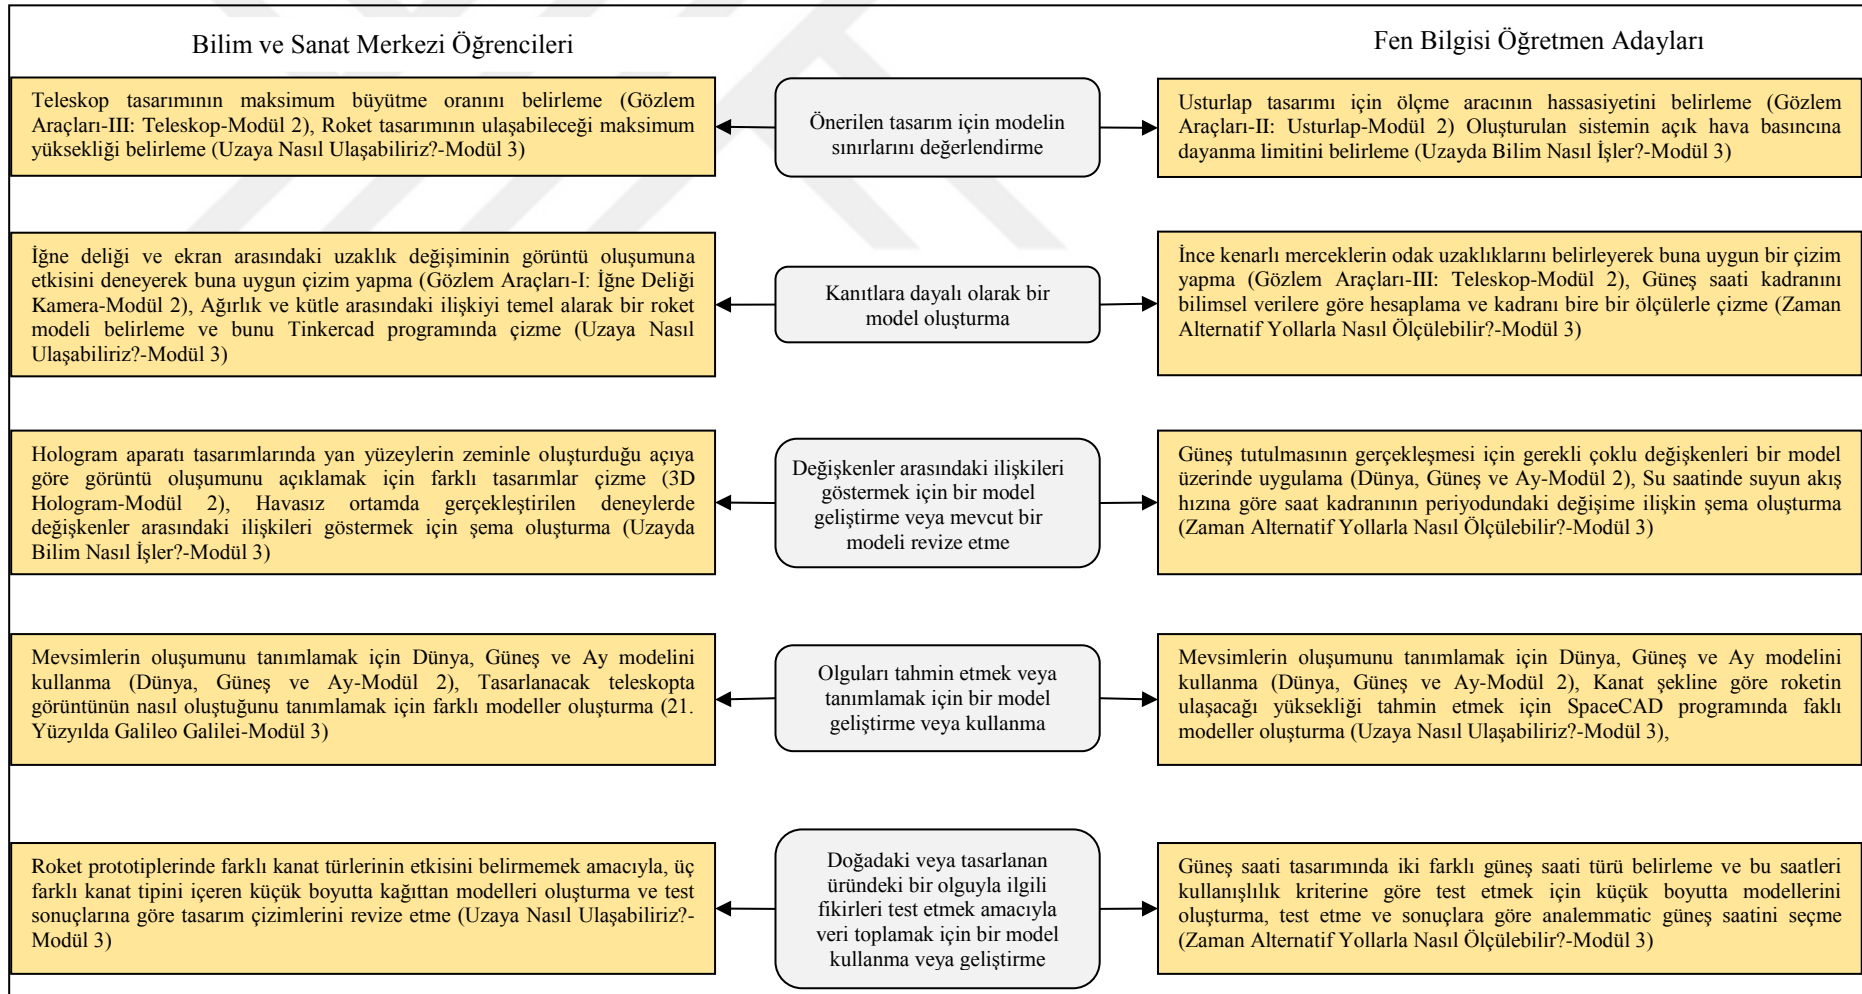 Bilim ve Sanat Merkezi Öğrencileri
Fen Bilgisi Öğretmen Adayları
Teleskop tasarımının maksimum büyütme oranını belirleme (Gözlem
Araçları-III: Teleskop-Modül 2), Roket tasarımının ulaşabileceği maksimum
yüksekliği belirleme (Uzaya Nasıl Ulaşabiliriz?-Modül 3)
Önerilen tasarım için modelin
sınırlarını değerlendirme
Usturlap tasarımı için ölçme aracının hassasiyetini belirleme (Gözlem
Araçları-II: Usturlap-Modül 2) Oluşturulan sistemin açık hava basıncına
dayanma limitini belirleme (Uzayda Bilim Nasıl İşler?-Modül 3)
İğne deliği ve ekran arasındaki uzaklık değişiminin görüntü oluşumuna
etkisini deneyerek buna uygun çizim yapma (Gözlem Araçları-I: İğne Deliği
Kamera-Modül 2), Ağırlık ve kütle arasındaki ilişkiyi temel alarak bir roket
modeli belirleme ve bunu Tinkercad programında çizme (Uzaya Nasıl
Ulaşabiliriz?-Modül 3)
Kanıtlara dayalı olarak bir
model oluşturma
İnce kenarlı merceklerin odak uzaklıklarını belirleyerek buna uygun bir çizim
yapma (Gözlem Araçları-III: Teleskop-Modül 2), Güneş saati kadranını
bilimsel verilere göre hesaplama ve kadranı bire bir ölçülerle çizme (Zaman
Alternatif Yollarla Nasıl Ölçülebilir?-Modül 3)
Hologram aparatı tasarımlarında yan yüzeylerin zeminle oluşturduğu açıya
göre görüntü oluşumunu açıklamak için farklı tasarımlar çizme (3D
Hologram-Modül 2), Havasız ortamda gerçekleştirilen deneylerde
değişkenler arasındaki ilişkileri göstermek için şema oluşturma (Uzayda
Bilim Nasıl İşler?-Modül 3)
Değişkenler arasındaki ilişkileri
göstermek için bir model
geliştirme veya mevcut bir
modeli revize etme
Güneş tutulmasının gerçekleşmesi için gerekli çoklu değişkenleri bir model
üzerinde uygulama (Dünya, Güneş ve Ay-Modül 2), Su saatinde suyun akış
hızına göre saat kadranının periyodundaki değişime ilişkin şema oluşturma
(Zaman Alternatif Yollarla Nasıl Ölçülebilir?-Modül 3)
Mevsimlerin oluşumunu tanımlamak için Dünya, Güneş ve Ay modelini
kullanma (Dünya, Güneş ve Ay-Modül 2), Tasarlanacak teleskopta
görüntünün nasıl oluştuğunu tanımlamak için farklı modeller oluşturma (21.
Yüzyılda Galileo Galilei-Modül 3)
Olguları tahmin etmek veya
tanımlamak için bir model
geliştirme veya kullanma
Mevsimlerin oluşumunu tanımlamak için Dünya, Güneş ve Ay modelini
kullanma (Dünya, Güneş ve Ay-Modül 2), Kanat şekline göre roketin
ulaşacağı yüksekliği tahmin etmek için SpaceCAD programında faklı
modeller oluşturma (Uzaya Nasıl Ulaşabiliriz?-Modül 3),
Roket prototiplerinde farklı kanat türlerinin etkisini belirmemek amacıyla, üç
farklı kanat tipini içeren küçük boyutta kağıttan modelleri oluşturma ve test
sonuçlarına göre tasarım çizimlerini revize etme (Uzaya Nasıl Ulaşabiliriz?-
Modül 3)
Doğadaki veya tasarlanan
üründeki bir olguyla ilgili
fikirleri test etmek amacıyla
veri toplamak için bir model
kullanma veya geliştirme
Güneş saati tasarımında iki farklı güneş saati türü belirleme ve bu saatleri
kullanışlılık kriterine göre test etmek için küçük boyutta modellerini
oluşturma, test etme ve sonuçlara göre analemmatic güneş saatini seçme
(Zaman Alternatif Yollarla Nasıl Ölçülebilir?-Modül 3)